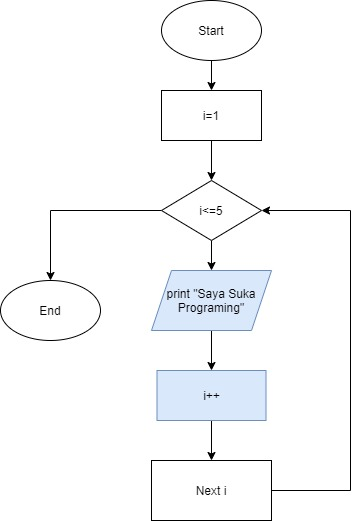 Start
i=1
i<=5
End
print "Saya Suka
Programing"
i++
Next i